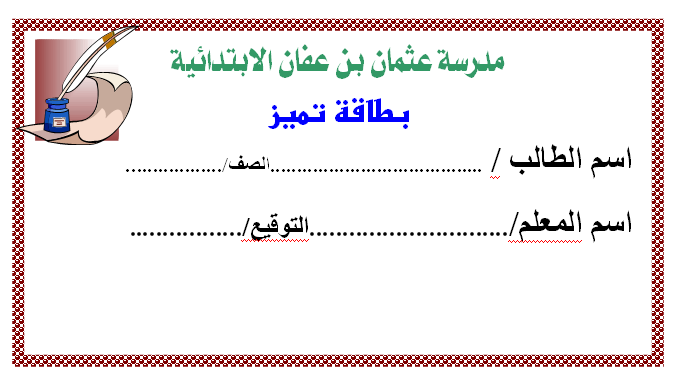 مدرسة عثمان بن عفان الابتدائية
بطاقة تميز
اسم الطالب / ........................................الصف/..................
اسم المعلم/..............................التوقيع/.................